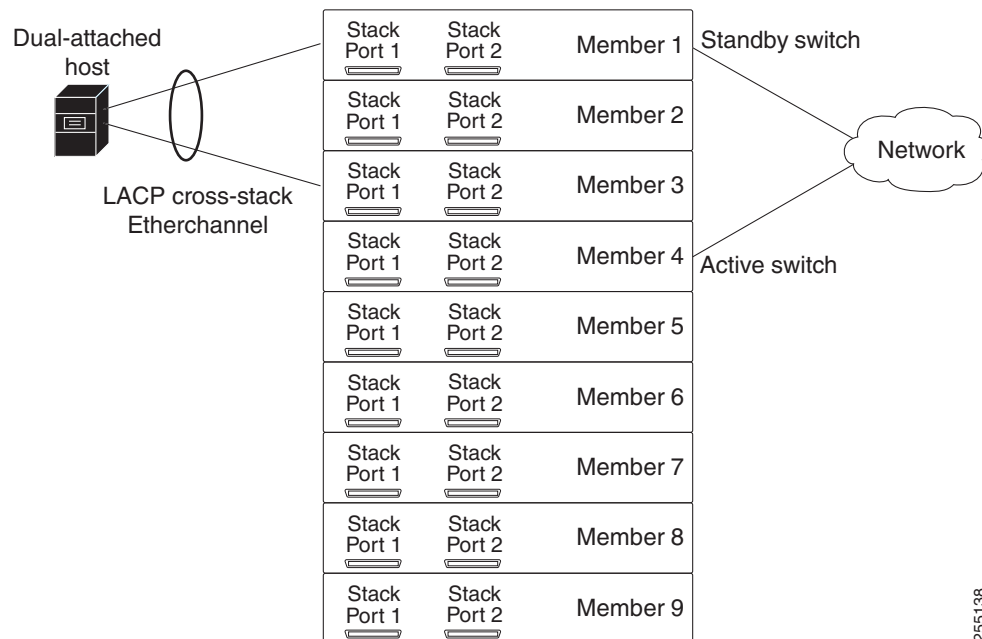 Dual-attached
host
LACP cross-stack
Etherchannel
Stack Stack
Port 1 Port 2 Member 1
Stack Stack
Port 1 Port 2 Member 2
Stack Stack
Port 1 Port 2 Member 3
Stack Stack
Port 1 Port 2 Member 4
Stack Stack
Port 1 Port 2 Member 5
Stack Stack
Port 1 Port 2 Member 6
Stack Stack
Port 1 Port 2 Member 7
Stack Stack
Port 1 Port 2 Member 8
Stack Stack
Port 1 Port 2 Member 9
Standby switch
Network
Active switch
255138